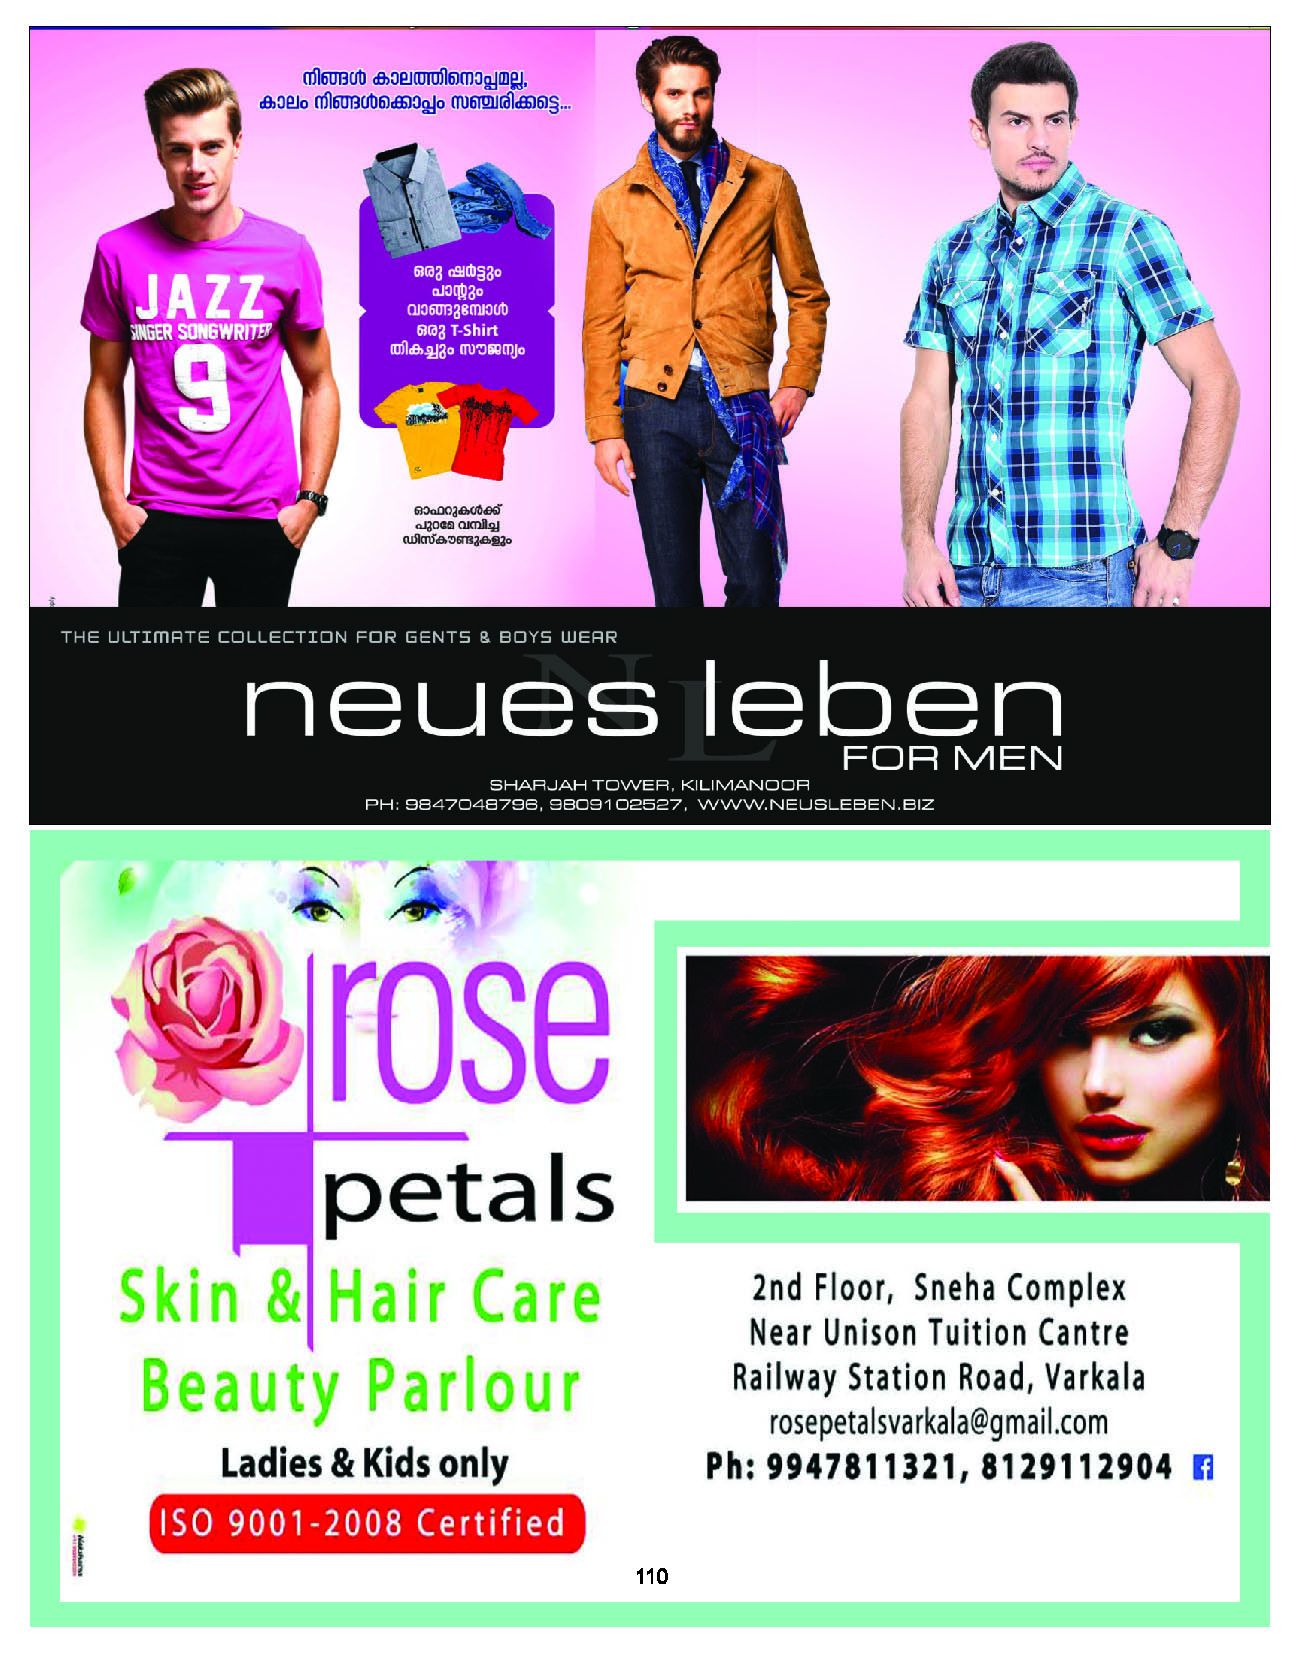 നിങ്ങൾ കാലത്തിനൊപ്പമല്ല,
കാലം നിങ്ങൾക്കൊപ്പം സഞ്ചരിക്കട്ടെ...
JAZZ
SINGER SONGWRITER
9
ഒരു ഷർട്ടും
പാന്റും
വാങ്ങുമ്പോൾ
ഒരു T-Shirt
തികച്ചും സൗജന്യം
ഓഫറുകൾക്ക്
പുറമേ വമ്പിച്ച
ഡിസ്കൗണ്ടുകളും
THE ULTIMATE COLLECTION FOR GENTS & BOYS WEAR
NL
neues leben
FOR MEN
SHARJAH TOWER, KILIMANOOR
PH: 9847048796, 9809102527, WWW.NEUSLEBEN.BIZ
rose
petals
Skin & Hair Care
Beauty Parlour
Ladies & Kids only
ISO 9001-2008 Certified
2nd Floor, Sneha Complex
Near Unison Tuition Cantre
Railway Station Road, Varkala
rosepetalsvarkala@gmail.com
Ph: 9947811321, 8129112904 f
110